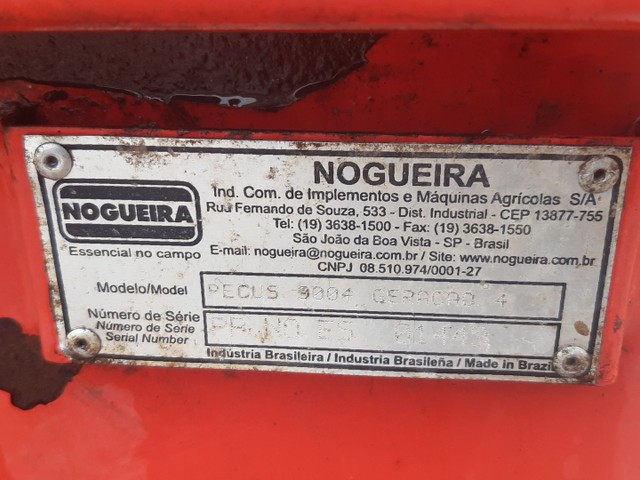 NOGUEIRA
Ind. Com. de Implementos e Máquinas Agrícolas S/A
Rua Fernando de Souza, 533 - Dist. Industrial - CEP 13877-755
Tel: (19) 3638-1500 - Fax: (19) 3638-1550
São João da Boa Vista - SP - Brasil
E-mail: nogueira@nogueira.com.br / Site: www.nogueira.com.br
CNPJ 08.510.974/0001-27
NOGUEIRA
Essencial no campo
Modelo/Model PECUS 9004 GERACAO 4
Número de Série
Número de Serie
Serial Number
Indústria Brasileira / Industria Brasileña / Made in Brazil